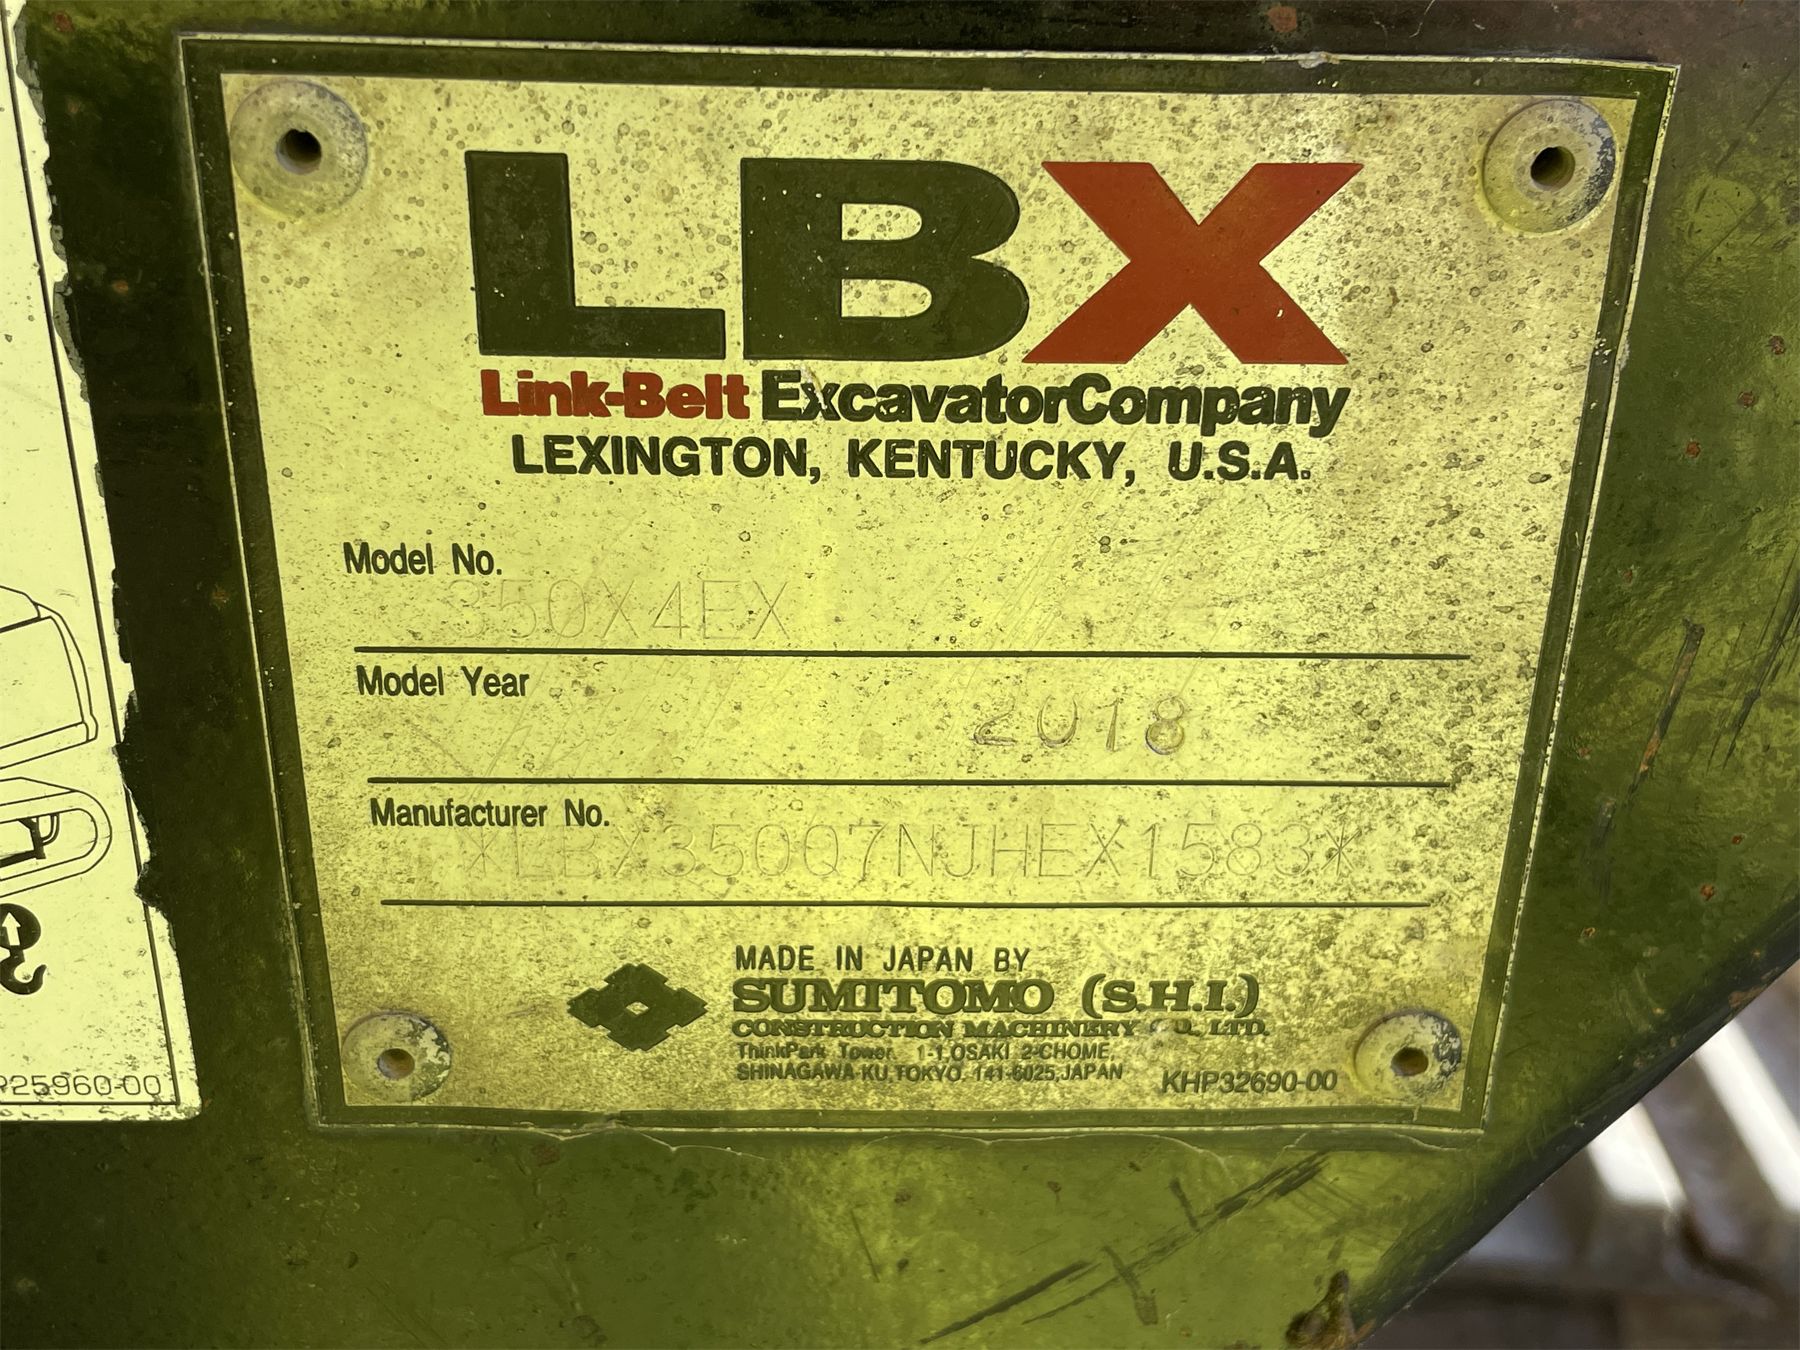 LBX
Link-Belt ExcavatorCompany
LEXINGTON, KENTUCKY, U.S.A.
Model No.
350X4EX
Model Year
2018
Manufacturer No.
*LBX350Q7NJHEX1583*
MADE IN JAPAN BY
SUMITOMO (S.H.I.)
CONSTRUCTION MACHINERY CO., LTD.
ThinkPark Tower, 1-1,OSAKI 2-CHOME,
SHINAGAWA-KU,TOKYO, 141-6025,JAPAN
KHP32690-00
P25960-00